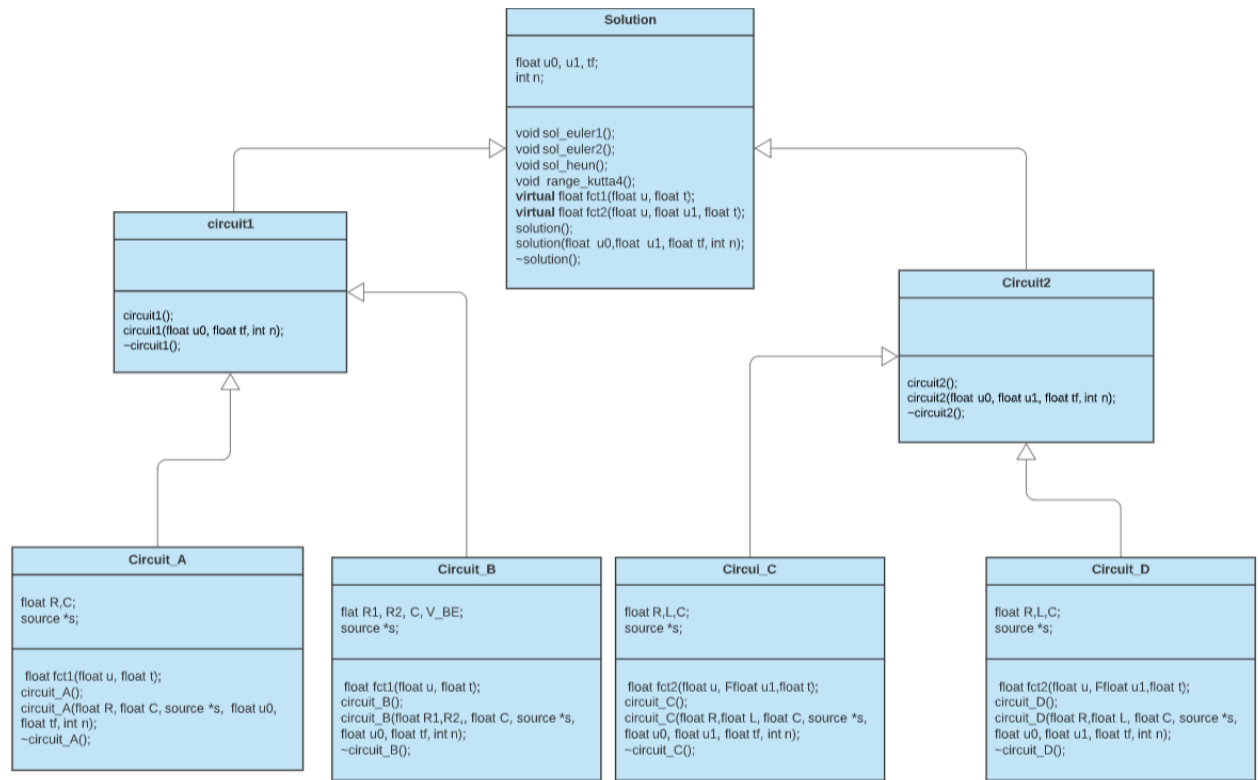 Solution
float u0, u1, tf;
int n;
void sol_euler1();
void sol_euler2();
void sol_heun();
void range_kutta4();
virtual float fct1(float u, float t);
virtual float fct2(float u, float u1, float t);
solution();
solution(float u0,float u1, float tf, int n);
~solution();
circuit1
circuit1();
circuit1(float u0, float tf, int n);
~circuit1();
Circuit2
circuit2();
circuit2(float u0, float u1, float tf, int n);
~circuit2();
Circuit_A
float R,C;
source *s;
float fct1(float u, float t);
circuit_A();
circuit_A(float R, float C, source *s, float u0,
float tf, int n);
~circuit_A();
Circuit_B
flat R1, R2, C, V_BE;
source *s;
float fct1(float u, float t);
circuit_B();
circuit_B(float R1,R2,, float C, source *s,
float u0, float tf, int n);
~circuit_B();
Circui_C
float R,L,C;
source *s;
float fct2(float u, Ffloat u1,float t);
circuit_C();
circuit_C(float R,float L, float C, source *s,
float u0, float u1, float tf, int n);
~circuit_C();
Circuit_D
float R,L,C;
source *s;
float fct2(float u, Ffloat u1,float t);
circuit_D();
circuit_D(float R,float L, float C, source *s,
float u0, float u1, float tf, int n);
~circuit_D();